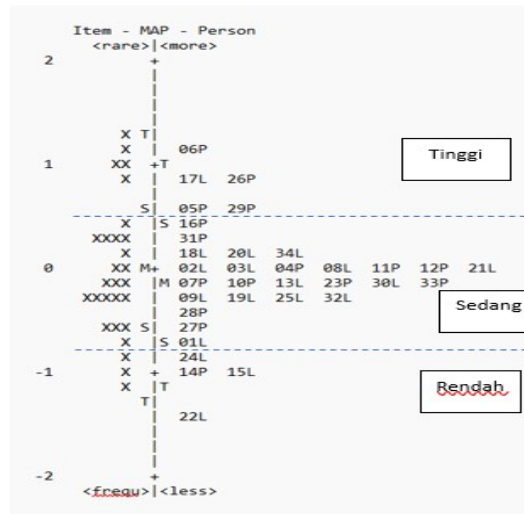 Item - MAP - Person
<rare>|<more>
2 +
|
|
|
|
|
|
X T|
X | 06P
1 XX +T Tinggi
X | 17L 26P
|
S| 05P 29P
X |S 16P
XXXX | 31P
X | 18L 20L 34L
0 XX M+ 02L 03L 04P 08L 11P 12P 21L
XXX |M 07P 10P 13L 23P 30L 33P
XXXXX | 09L 19L 25L 32L
| 28P Sedang
XXX S| 27P
X |S 01L
X | 24L
-1 X + 14P 15L
X |T Rendah
T|
| 22L
|
|
|
|
-2 +
<frequ>|<less>